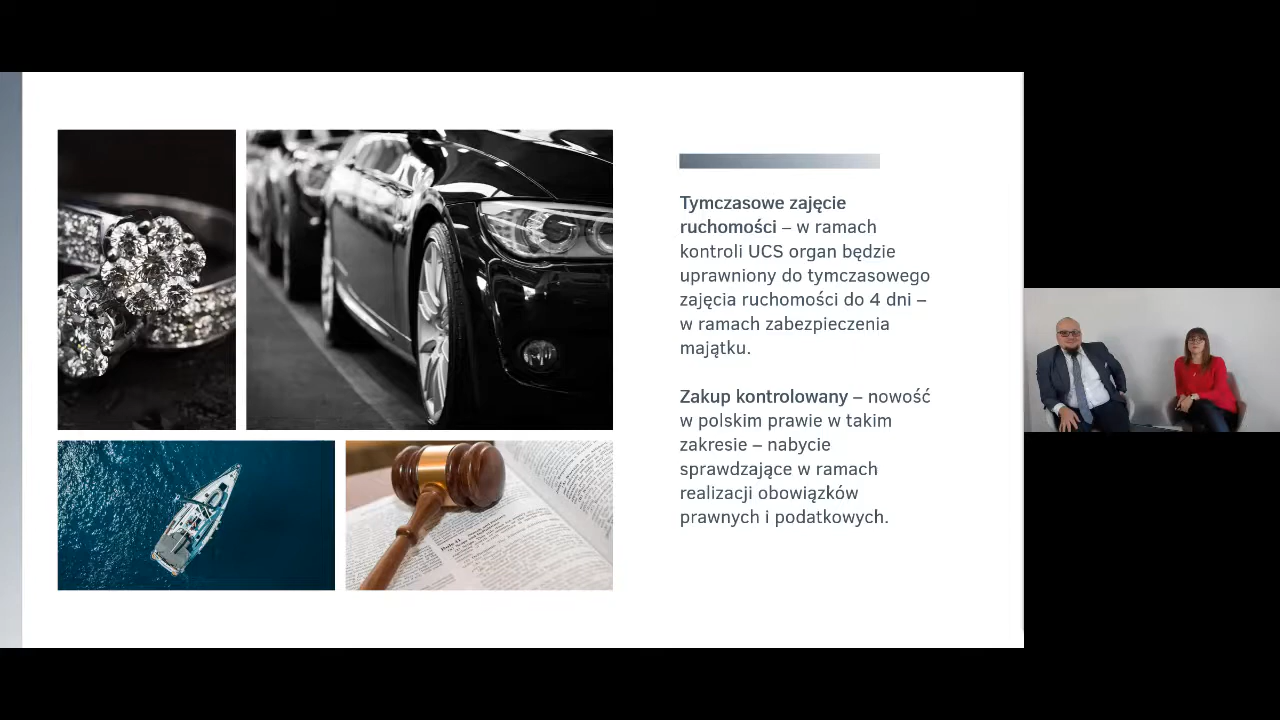 Tymczasowe zajęcie
ruchomości – w ramach
kontroli UCS organ będzie
uprawniony do tymczasowego
zajęcia ruchomości do 4 dni –
w ramach zabezpieczenia
majątku.
Zakup kontrolowany – nowość
w polskim prawie w takim
zakresie – nabycie
sprawdzające w ramach
realizacji obowiązków
prawnych i podatkowych.